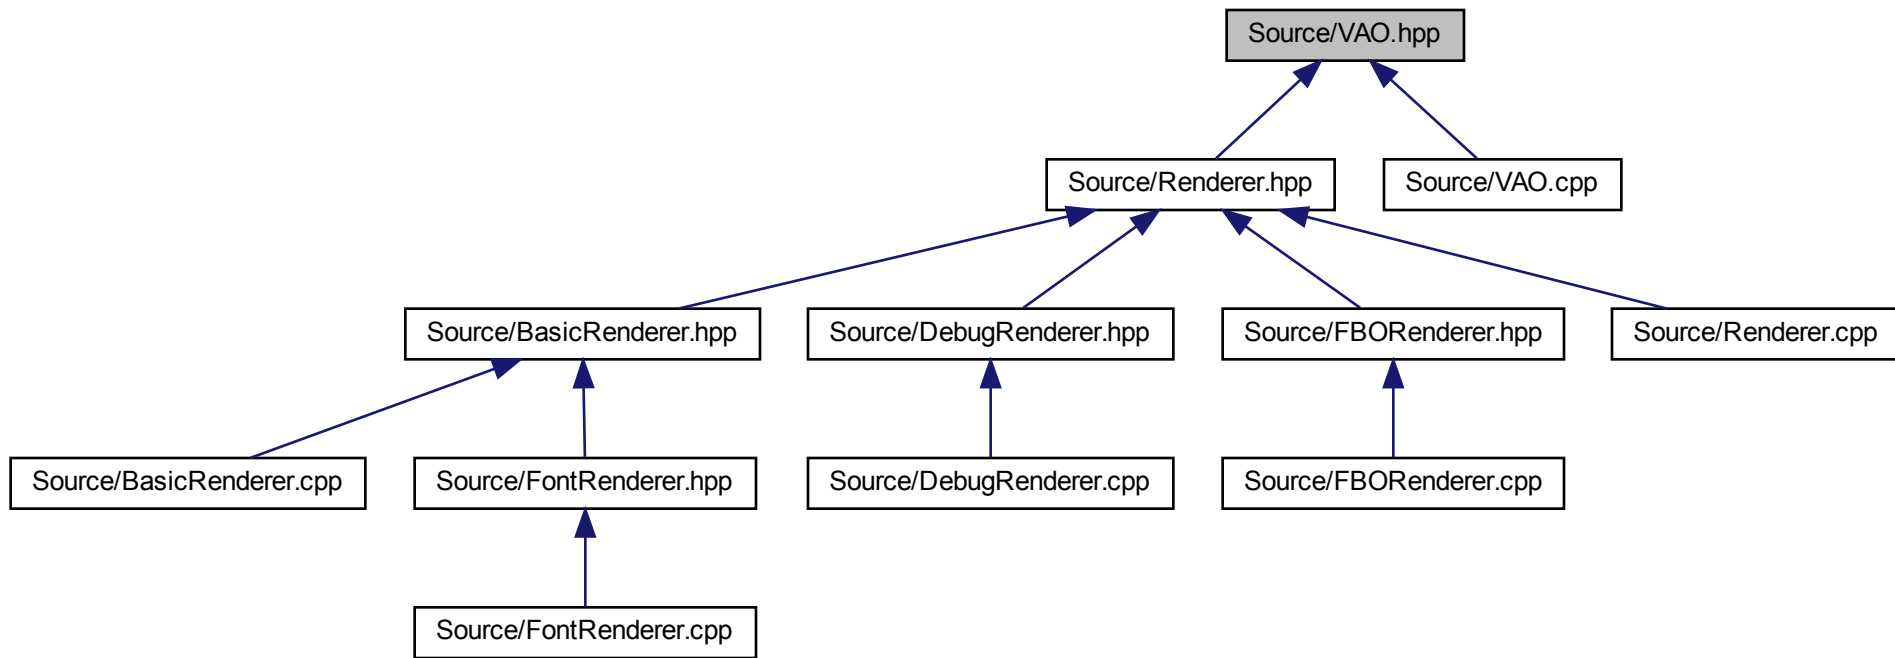 Source/VAO.hpp
Source/Renderer.hpp
Source/VAO.cpp
Source/BasicRenderer.hpp
Source/DebugRenderer.hpp
Source/FBORenderer.hpp
Source/Renderer.cpp
Source/BasicRenderer.cpp
Source/FontRenderer.hpp
Source/DebugRenderer.cpp
Source/FBORenderer.cpp
Source/FontRenderer.cpp